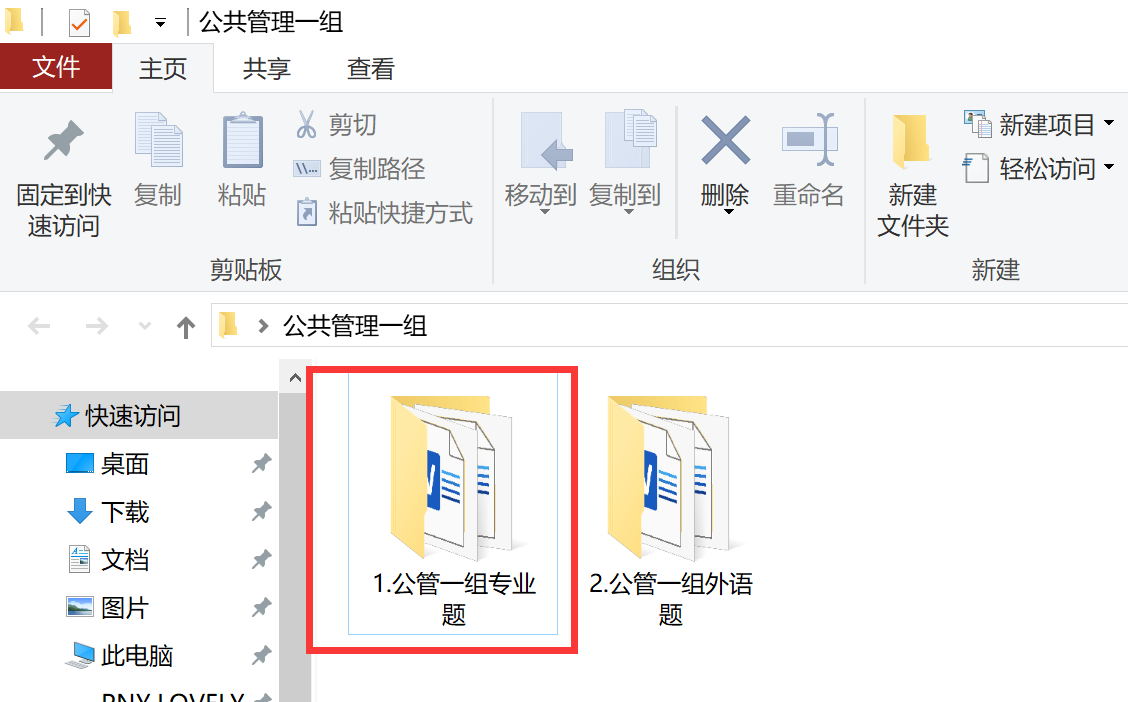 公共管理一组
文件
主页
共享
查看
固定到快
速访问
复制
粘贴
剪切
复制路径
粘贴快捷方式
剪贴板
移动到
复制到
删除
重命名
组织
新建
文件夹
新建项目
轻松访问
新建
公共管理一组
快速访问
桌面
下载
文档
图片
此电脑
1.公管一组专业
题
2.公管一组外语
题